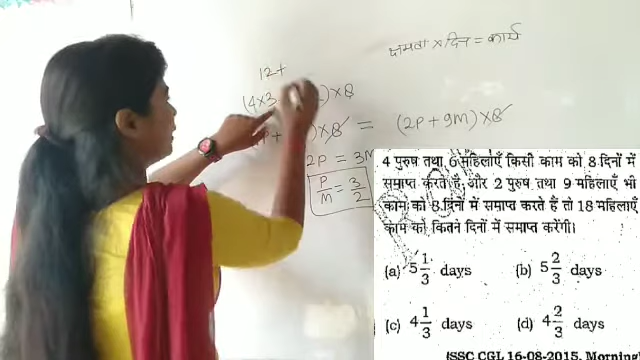 क्षमता × दिन = कार्य
12+
(4×3 2)×8
)×8 = (2P+9M)×8
2P = 3M
P/M = 3/2
4 पुरुष तथा 6 महिलाएँ किसी काम को 8 दिनों में
समाप्त करते हैं और 2 पुरुष तथा 9 महिलाएँ भी
काम को 8 दिनों में समाप्त करते हैं तो 18 महिलाएँ
काम को कितने दिनों में समाप्त करेंगी।
(a) 5 1/3 days (b) 5 2/3 days
(c) 4 1/3 days (d) 4 2/3 days
(SSC CGL 16-08-2015, Morning